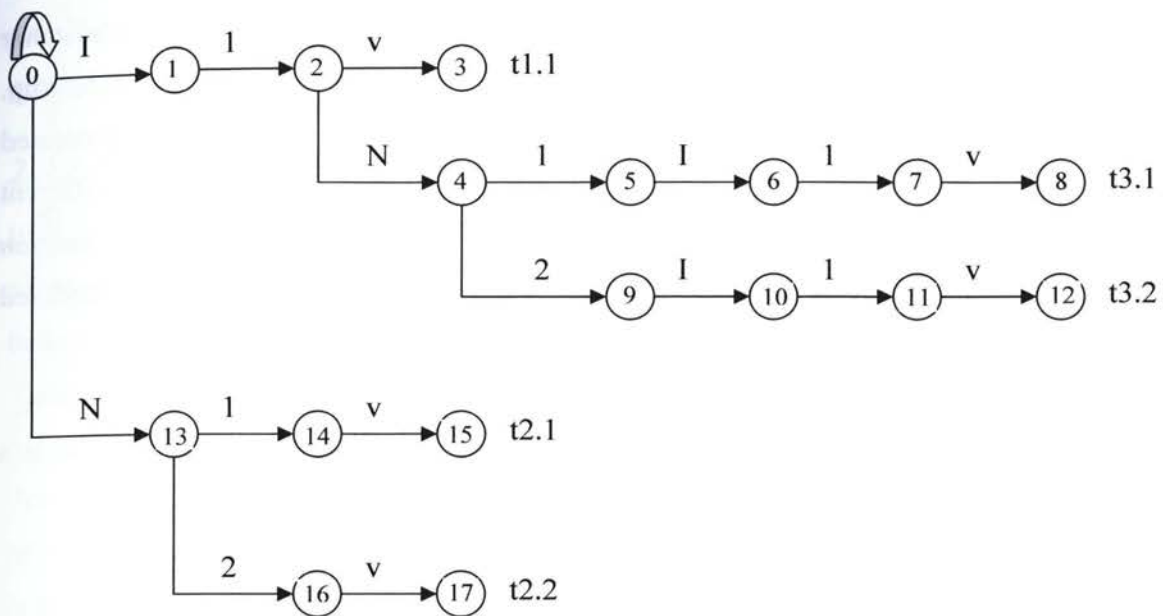 I 1 v
0 1 2 3 t1.1
N 1 I 1 v
4 5 6 7 8 t3.1
2 I 1 v
9 10 11 12 t3.2
N 1 v
13 14 15 t2.1
2 v
16 17 t2.2